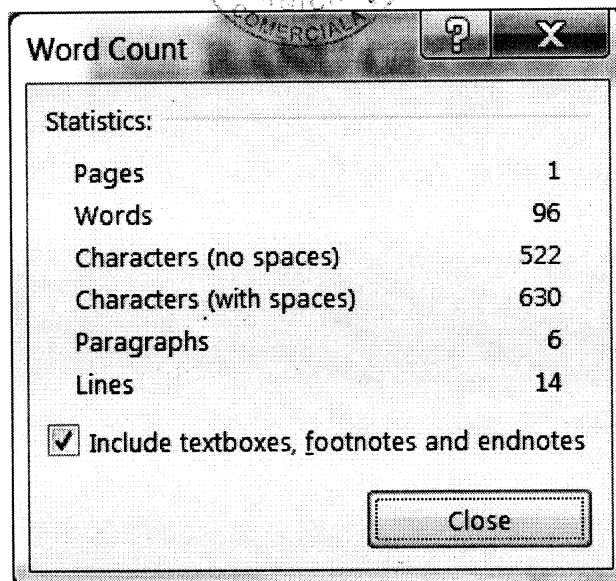 COMERCIALA
Word Count
?
X
Statistics:
Pages 1
Words 96
Characters (no spaces) 522
Characters (with spaces) 630
Paragraphs 6
Lines 14
Include textboxes, footnotes and endnotes
Close